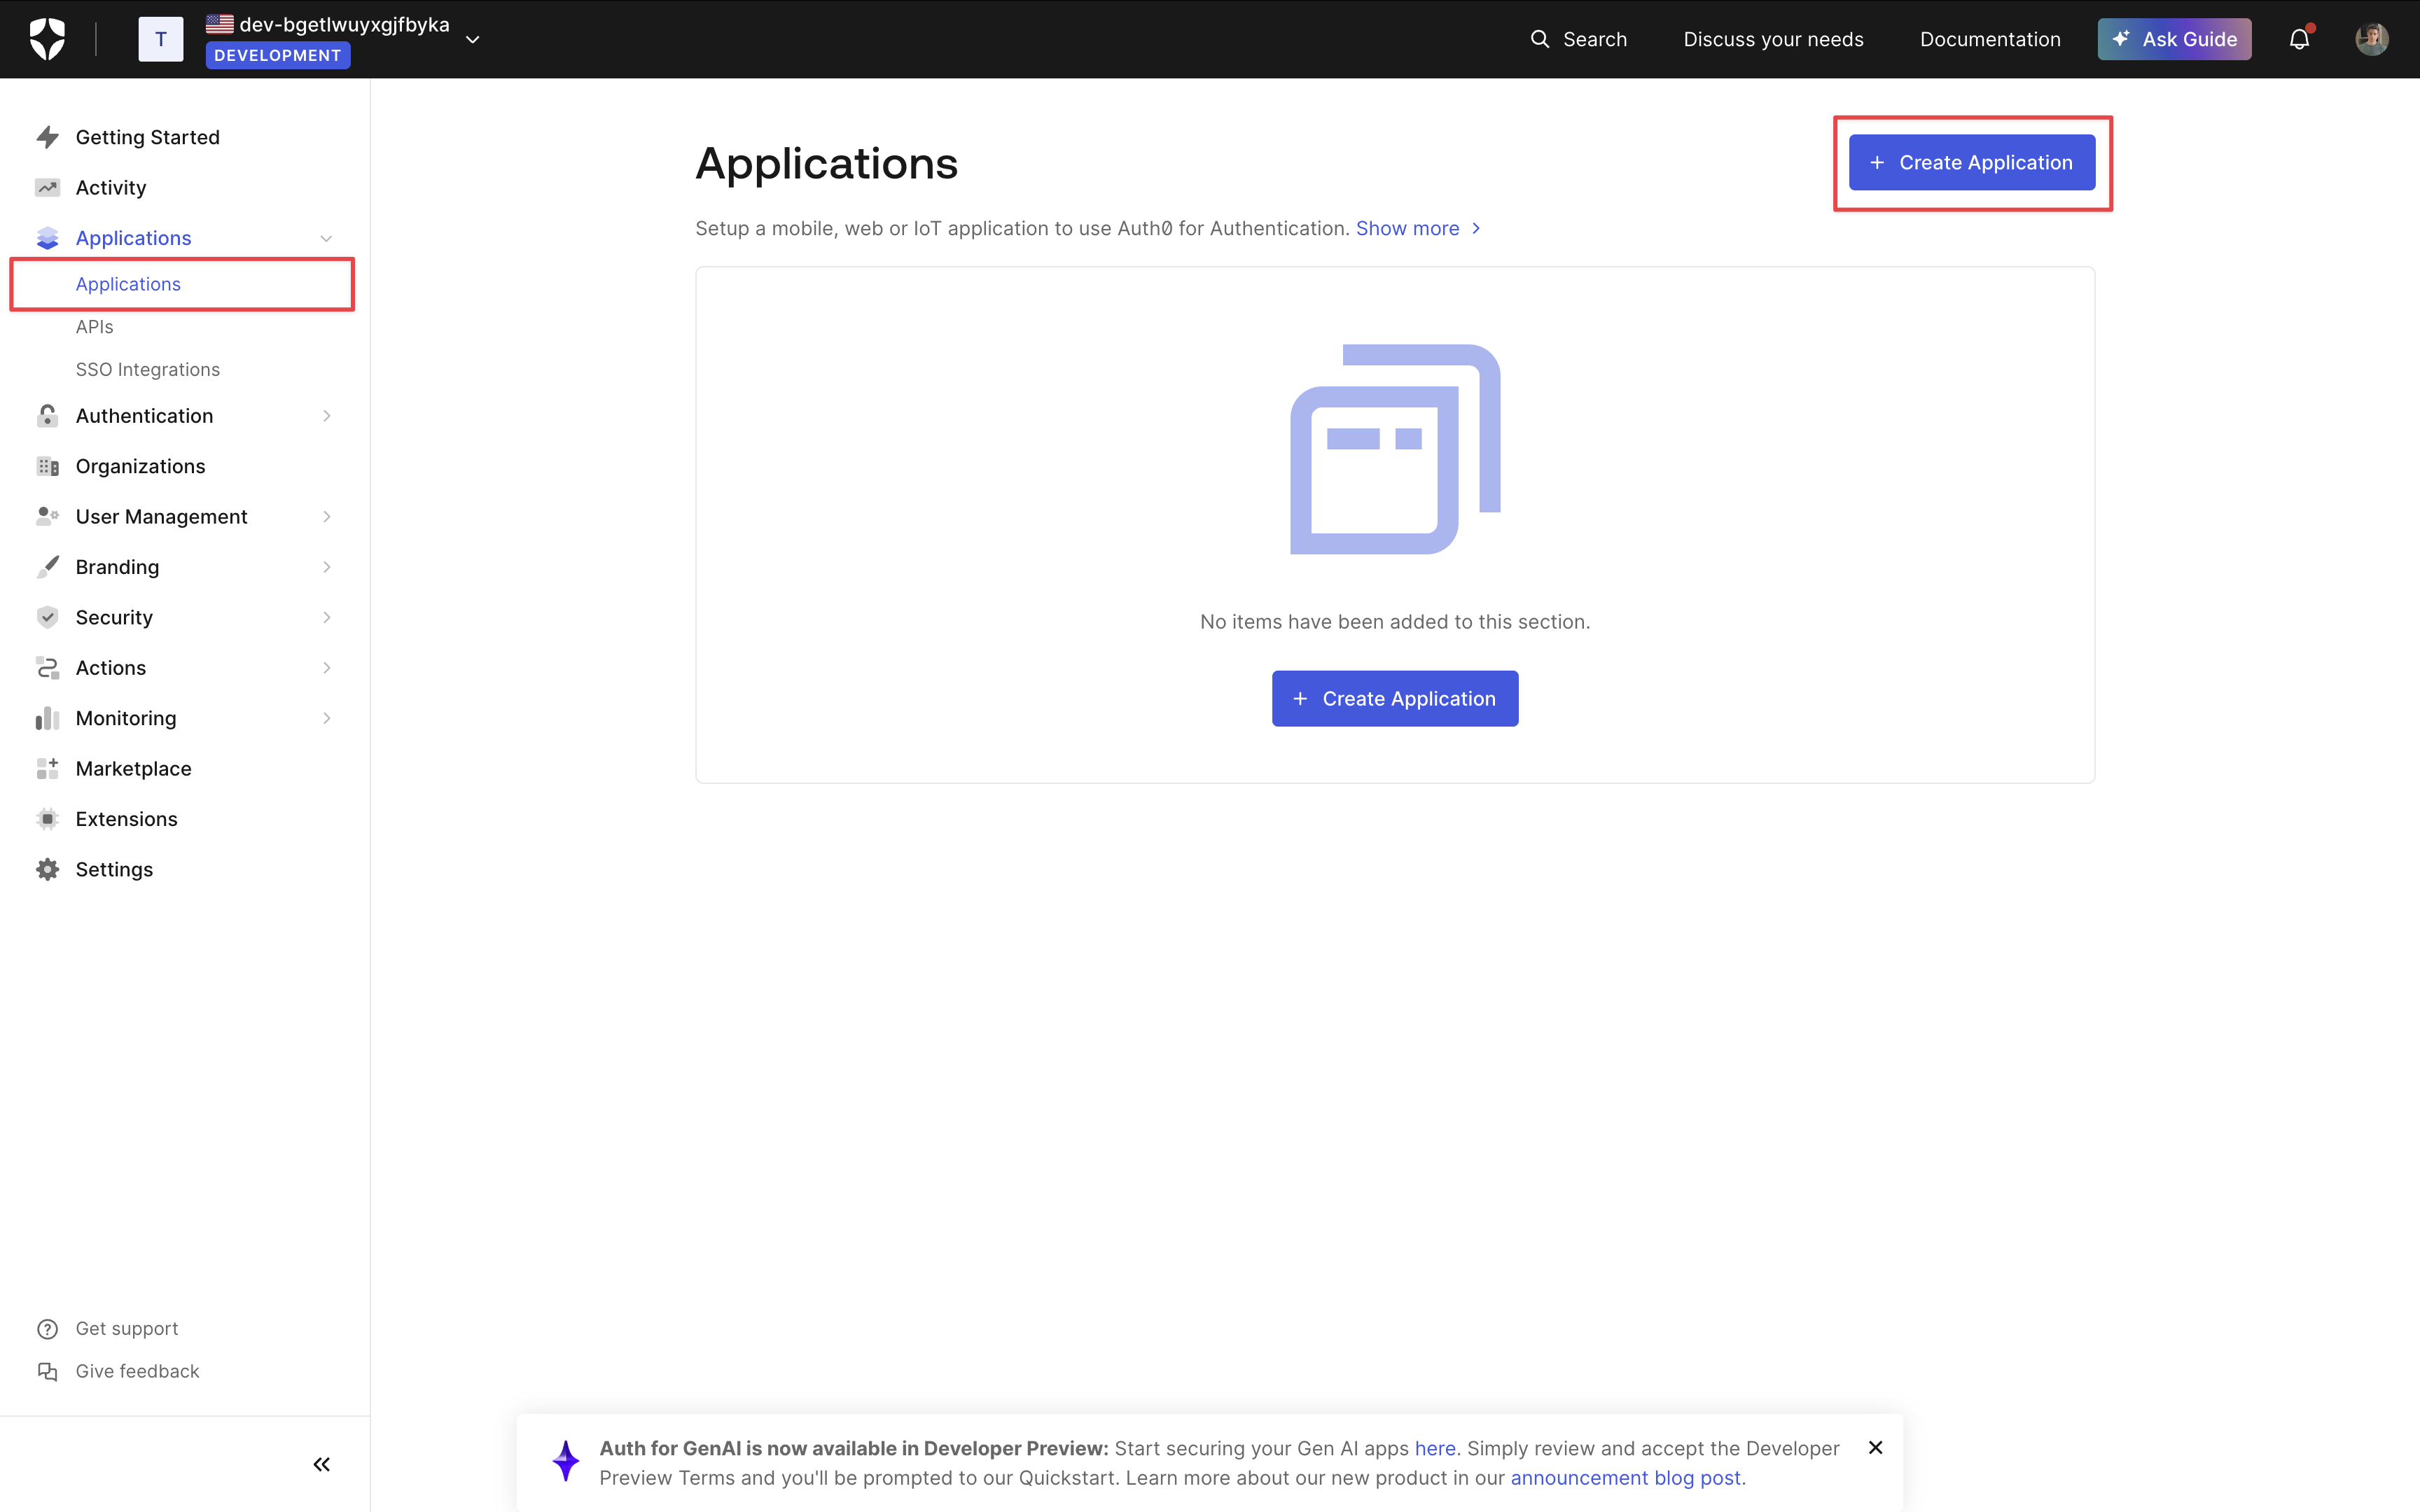 T
dev-bgetlwuyxgjfbyka
DEVELOPMENT
Search
Discuss your needs
Documentation
Ask Guide
Getting Started
Activity
Applications
Applications
APIs
SSO Integrations
Authentication
Organizations
User Management
Branding
Security
Actions
Monitoring
Marketplace
Extensions
Settings
Get support
Give feedback
Applications
+ Create Application
Setup a mobile, web or IoT application to use Auth0 for Authentication. Show more
No items have been added to this section.
+ Create Application
Auth for GenAI is now available in Developer Preview: Start securing your Gen AI apps here. Simply review and accept the Developer
Preview Terms and you'll be prompted to our Quickstart. Learn more about our new product in our announcement blog post.